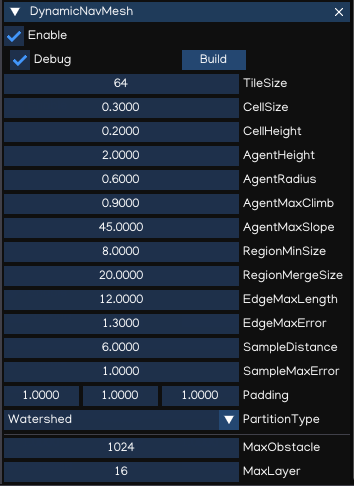 DynamicNavMesh
Enable
Debug Build
64 TileSize
0.3000 CellSize
0.2000 CellHeight
2.0000 AgentHeight
0.6000 AgentRadius
0.9000 AgentMaxClimb
45.0000 AgentMaxSlope
8.0000 RegionMinSize
20.0000 RegionMergeSize
12.0000 EdgeMaxLength
1.3000 EdgeMaxError
6.0000 SampleDistance
1.0000 SampleMaxError
1.0000 1.0000 1.0000 Padding
Watershed PartitionType
1024 MaxObstacle
16 MaxLayer